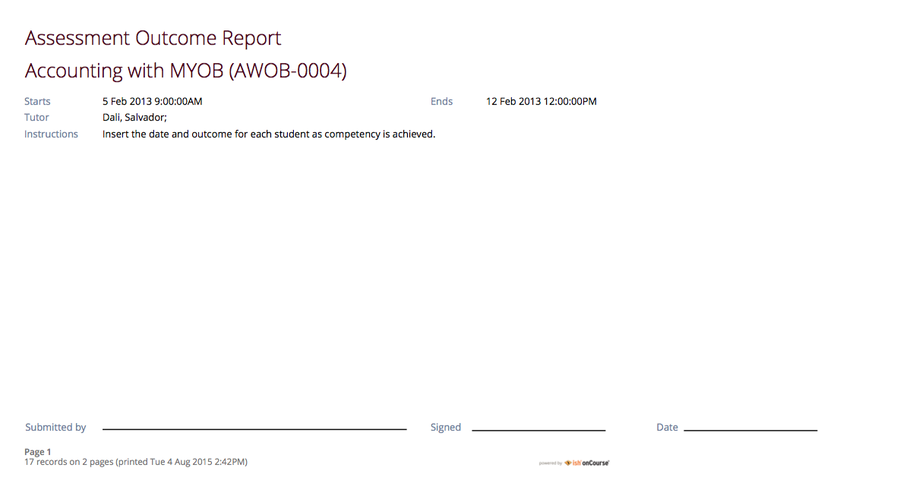 Assessment Outcome Report
Accounting with MYOB (AWOB-0004)
Starts 5 Feb 2013 9:00:00AM Ends 12 Feb 2013 12:00:00PM
Tutor Dali, Salvador;
Instructions Insert the date and outcome for each student as competency is achieved.
Submitted by Signed Date
Page 1
17 records on 2 pages (printed Tue 4 Aug 2015 2:42PM)
powered by ish onCourse